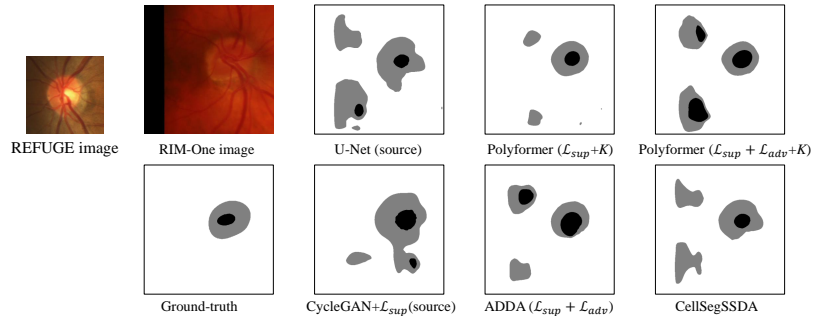 REFUGE image
RIM-One image
U-Net (source)
Polyformer (ℒ_sup+K)
Polyformer (ℒ_sup + ℒ_adv+K)
Ground-truth
CycleGAN+ℒ_sup(source)
ADDA (ℒ_sup + ℒ_adv)
CellSegSSDA